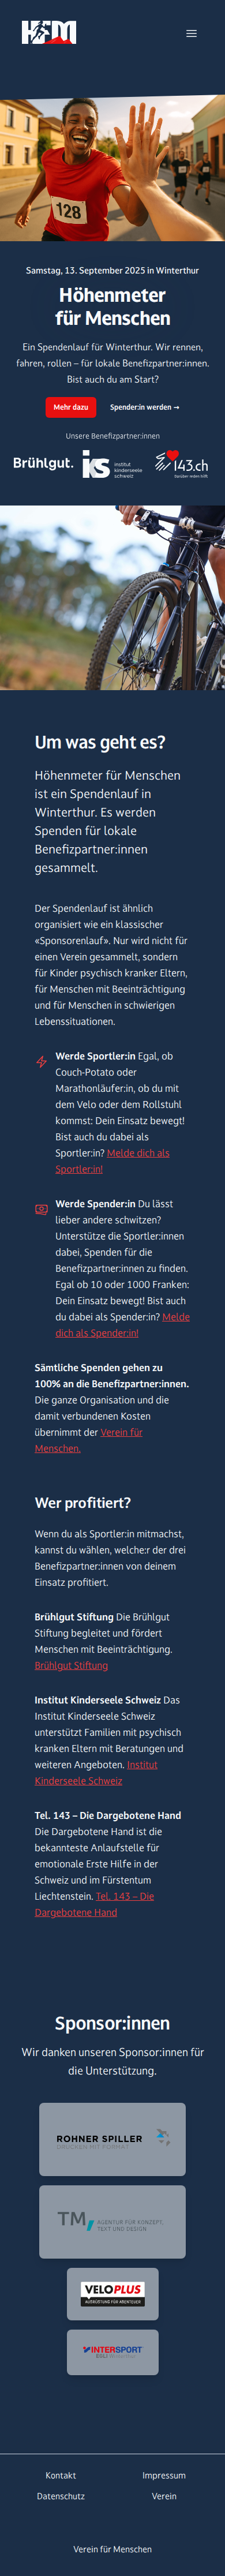 HFM
128
Samstag, 13. September 2025 in Winterthur
Höhenmeter
für Menschen
Ein Spendenlauf für Winterthur. Wir rennen,
fahren, rollen – für lokale Benefizpartner:innen.
Bist auch du am Start?
Mehr dazu
Spender:in werden →
Unsere Benefizpartner:innen
Brühlgut.
iks
institut
kinderseele
schweiz
143.ch
Darüber reden hilft
Um was geht es?
Höhenmeter für Menschen
ist ein Spendenlauf in
Winterthur. Es werden
Spenden für lokale
Benefizpartner:innen
gesammelt.
Der Spendenlauf ist ähnlich
organisiert wie ein klassischer
«Sponsorenlauf». Nur wird nicht für
einen Verein gesammelt, sondern
für Kinder psychisch kranker Eltern,
für Menschen mit Beeinträchtigung
und für Menschen in schwierigen
Lebenssituationen.
Werde Sportler:in Egal, ob
Couch-Potato oder
Marathonläufer:in, ob du mit
dem Velo oder dem Rollstuhl
kommst: Dein Einsatz bewegt!
Bist auch du dabei als
Sportler:in? Melde dich als
Sportler:in!
Werde Spender:in Du lässt
lieber andere schwitzen?
Unterstütze die Sportler:innen
dabei, Spenden für die
Benefizpartner:innen zu finden.
Egal ob 10 oder 1000 Franken:
Dein Einsatz bewegt! Bist auch
du dabei als Spender:in? Melde
dich als Spender:in!
Sämtliche Spenden gehen zu
100% an die Benefizpartner:innen.
Die ganze Organisation und die
damit verbundenen Kosten
übernimmt der Verein für
Menschen.
Wer profitiert?
Wenn du als Sportler:in mitmachst,
kannst du wählen, welche:r der drei
Benefizpartner:innen von deinem
Einsatz profitiert.
Brühlgut Stiftung Die Brühlgut
Stiftung begleitet und fördert
Menschen mit Beeinträchtigung.
Brühlgut Stiftung
Institut Kinderseele Schweiz Das
Institut Kinderseele Schweiz
unterstützt Familien mit psychisch
kranken Eltern mit Beratungen und
weiteren Angeboten. Institut
Kinderseele Schweiz
Tel. 143 – Die Dargebotene Hand
Die Dargebotene Hand ist die
bekannteste Anlaufstelle für
emotionale Erste Hilfe in der
Schweiz und im Fürstentum
Liechtenstein. Tel. 143 – Die
Dargebotene Hand
Sponsor:innen
Wir danken unseren Sponsor:innen für
die Unterstützung.
ROHNER SPILLER
DRUCKEN MIT FORMAT
TM
AGENTUR FÜR KONZEPT,
TEXT UND DESIGN
VELOPLUS
AUSRÜSTUNG FÜR ABENTEUER
INTERSPORT
Kontakt
Impressum
Datenschutz
Verein
Verein für Menschen